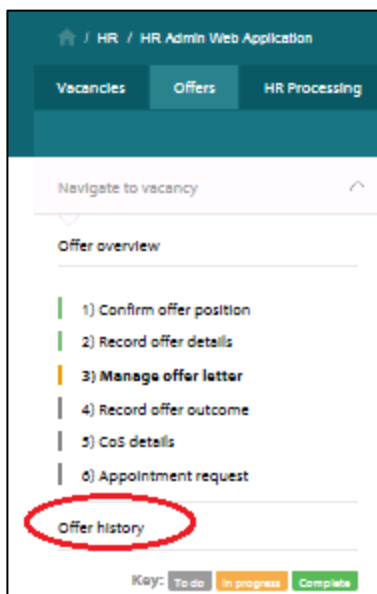 / HR / HR Admin Web Application
Vacancies Offers HR Processing
Navigate to vacancy
Offer overview
1) Confirm offer position
2) Record offer details
3) Manage offer letter
4) Record offer outcome
5) CoS details
6) Appointment request
Offer history
Key: To do In progress Complete